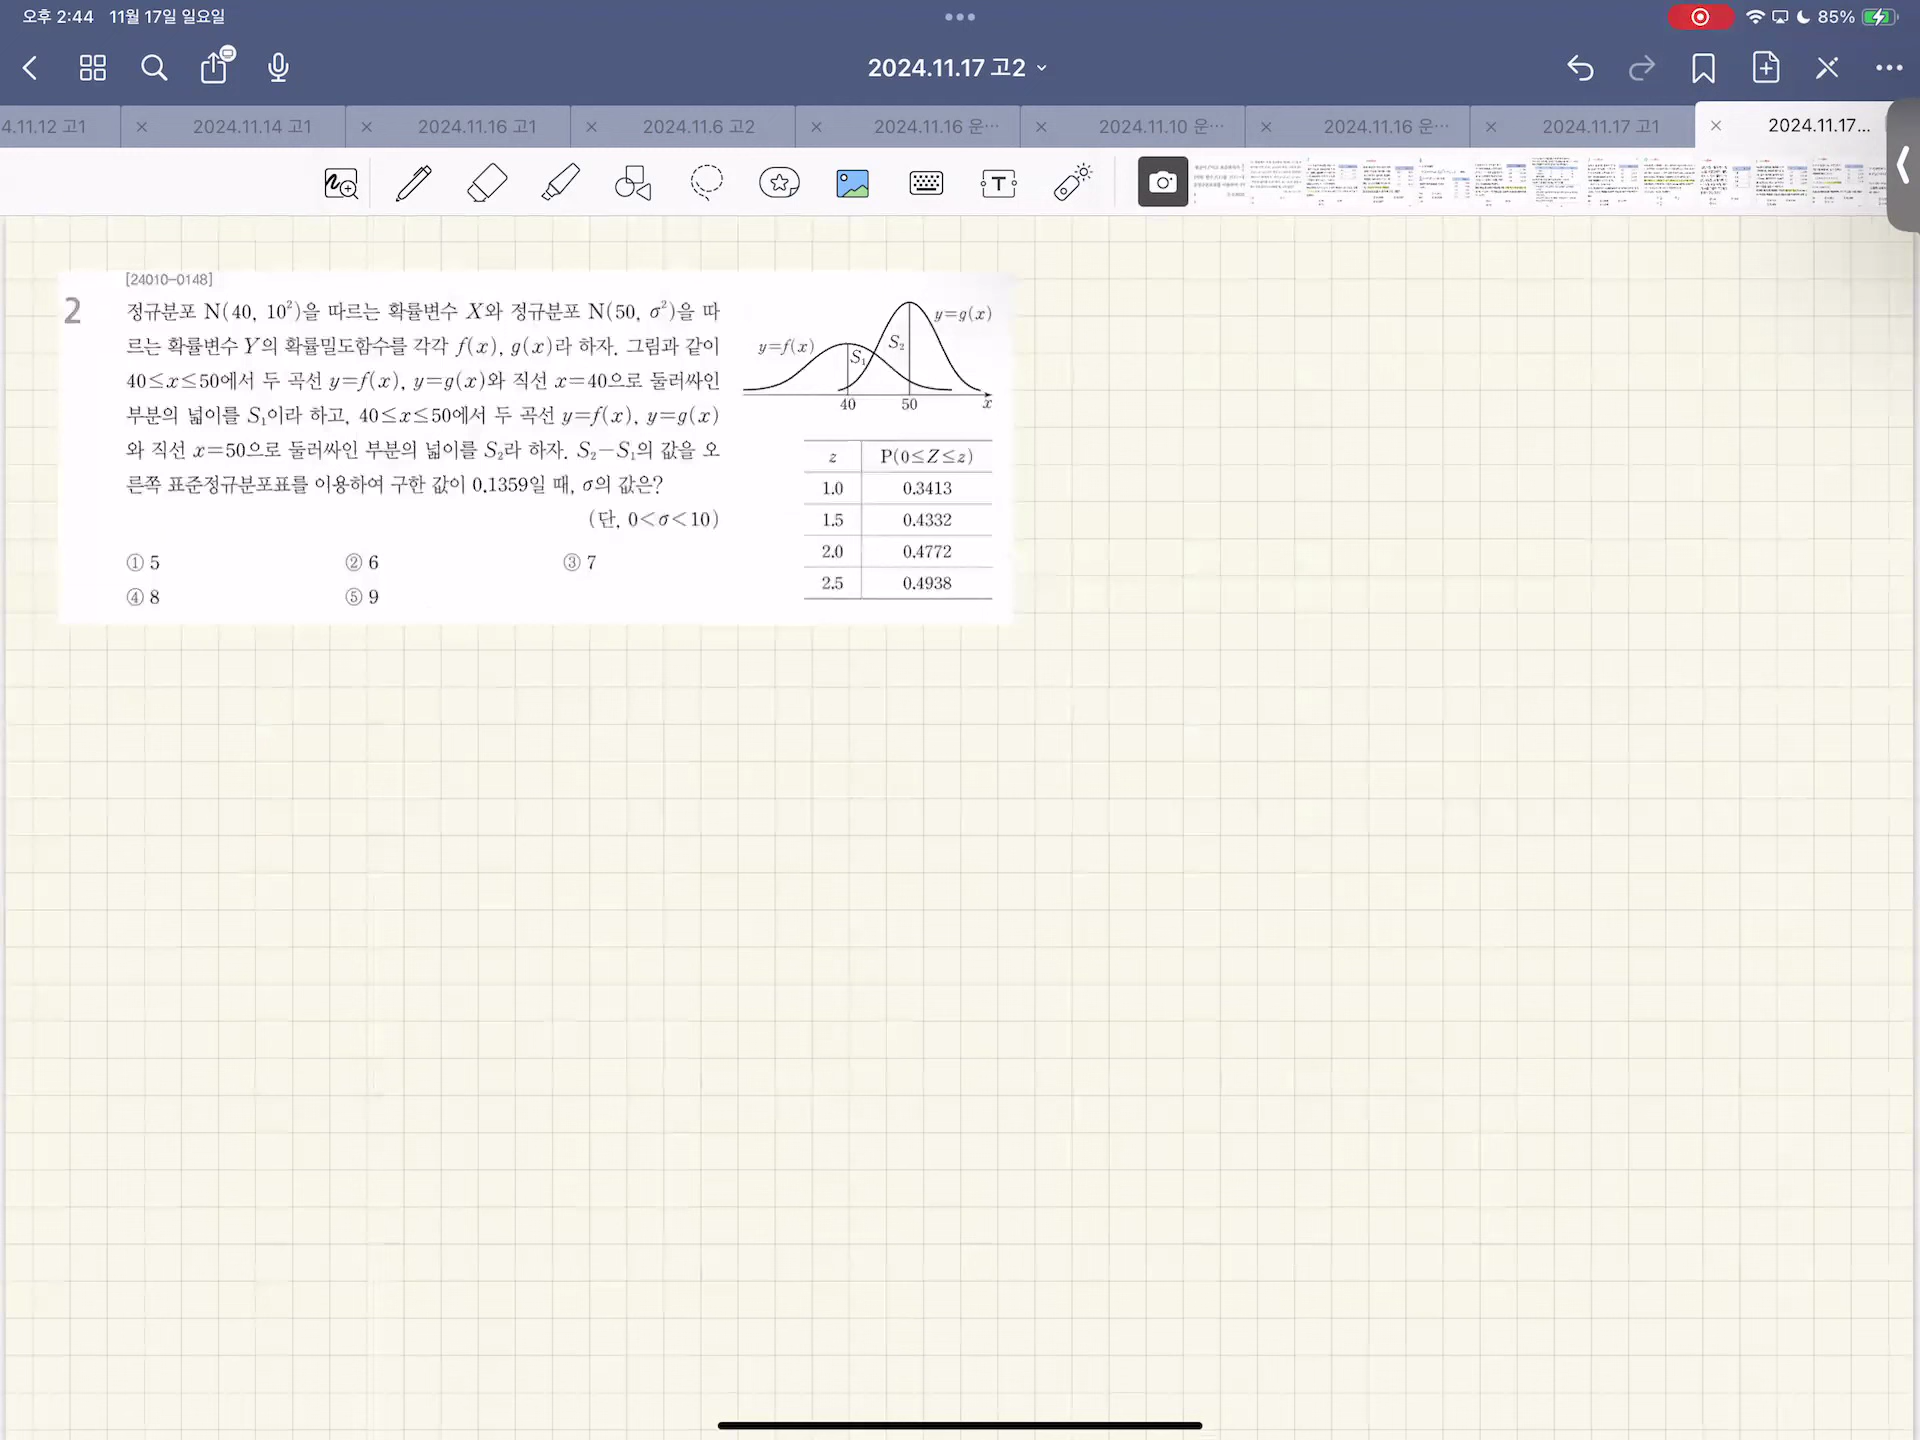 오후 2:44 11월 17일 일요일
85%
2024.11.17 고2
4.11.12 고1
2024.11.14 고1
2024.11.16 고1
2024.11.6 고2
2024.11.16 운…
2024.11.10 운…
2024.11.16 운…
2024.11.17 고1
2024.11.17...
[24010-0148]
2
정규분포 N(40, 10²)을 따르는 확률변수 X와 정규분포 N(50, σ²)을 따
르는 확률변수 Y의 확률밀도함수를 각각 f(x), g(x)라 하자. 그림과 같이
40≤x≤50에서 두 곡선 y=f(x), y=g(x)와 직선 x=40으로 둘러싸인
부분의 넓이를 S₁이라 하고, 40≤x≤50에서 두 곡선 y=f(x), y=g(x)
와 직선 x=50으로 둘러싸인 부분의 넓이를 S₂라 하자. S₂-S₁의 값을 오
른쪽 표준정규분포표를 이용하여 구한 값이 0.1359일 때, σ의 값은?
(단, 0<σ<10)
① 5 ② 6 ③ 7
④ 8 ⑤ 9
y=g(x)
y=f(x)
S₁
S₂
40 50 x
z P(0≤Z≤z)
1.0 0.3413
1.5 0.4332
2.0 0.4772
2.5 0.4938